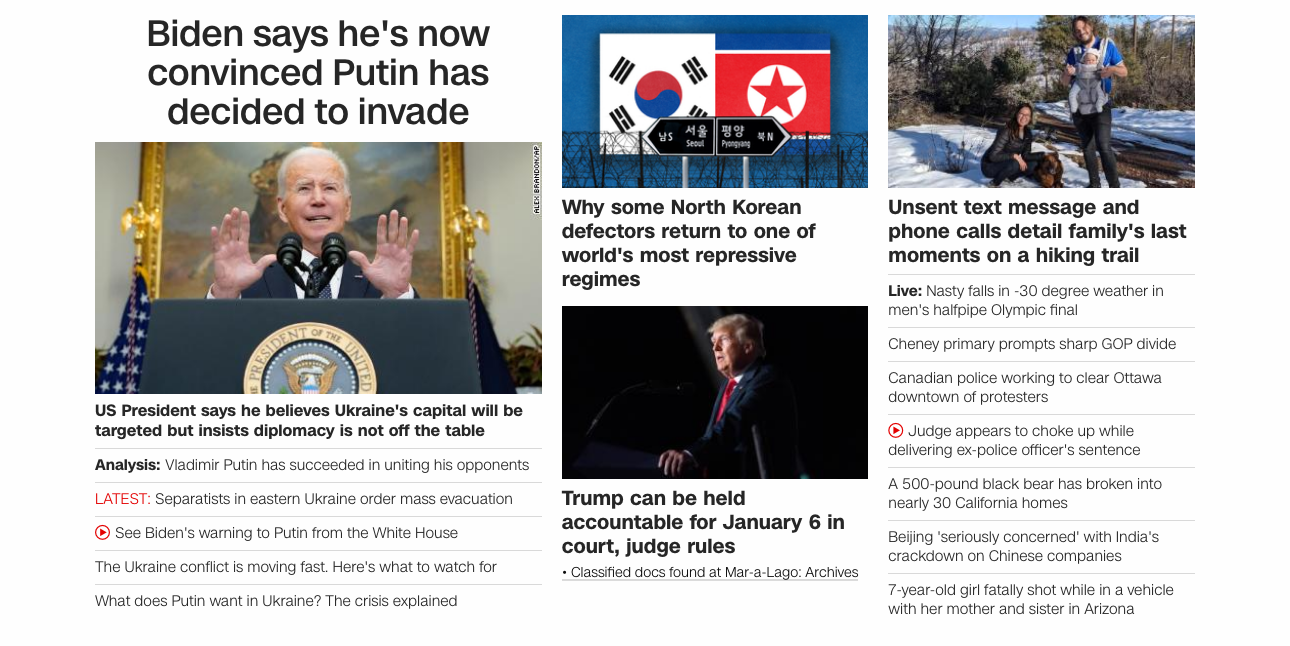 Biden says he's now
convinced Putin has
decided to invade
ALEX BRANDON/AP
PRESIDENT OF THE UNITED
US President says he believes Ukraine's capital will be
targeted but insists diplomacy is not off the table
Analysis: Vladimir Putin has succeeded in uniting his opponents
LATEST: Separatists in eastern Ukraine order mass evacuation
See Biden's warning to Putin from the White House
The Ukraine conflict is moving fast. Here's what to watch for
What does Putin want in Ukraine? The crisis explained
남S 서울 평양 북N
Seoul Pyongyang
Why some North Korean
defectors return to one of
world's most repressive
regimes
Trump can be held
accountable for January 6 in
court, judge rules
• Classified docs found at Mar-a-Lago: Archives
Unsent text message and
phone calls detail family's last
moments on a hiking trail
Live: Nasty falls in -30 degree weather in
men's halfpipe Olympic final
Cheney primary prompts sharp GOP divide
Canadian police working to clear Ottawa
downtown of protesters
Judge appears to choke up while
delivering ex-police officer's sentence
A 500-pound black bear has broken into
nearly 30 California homes
Beijing 'seriously concerned' with India's
crackdown on Chinese companies
7-year-old girl fatally shot while in a vehicle
with her mother and sister in Arizona